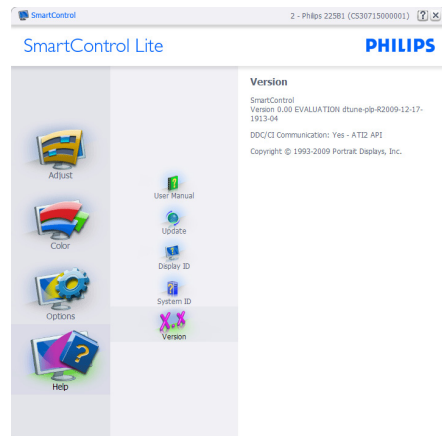 SmartControl
2 - Philips 225B1 (CS30715000001)
SmartControl Lite
PHILIPS
Adjust
Color
Options
Help
User Manual
Update
Display ID
System ID
Version
Version
SmartControl
Version 0.00 EVALUATION dtune-plp-R2009-12-17-
1913-04
DDC/CI Communication: Yes - ATI2 API
Copyright © 1993-2009 Portrait Displays, Inc.